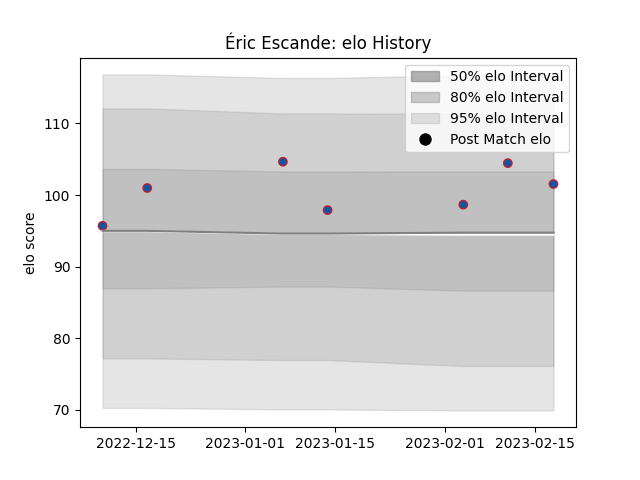 Éric Escande: elo History
50% elo Interval
80% elo Interval
95% elo Interval
Post Match elo
elo score
110
100
90
80
70
2022-12-15
2023-01-01
2023-01-15
2023-02-01
2023-02-15